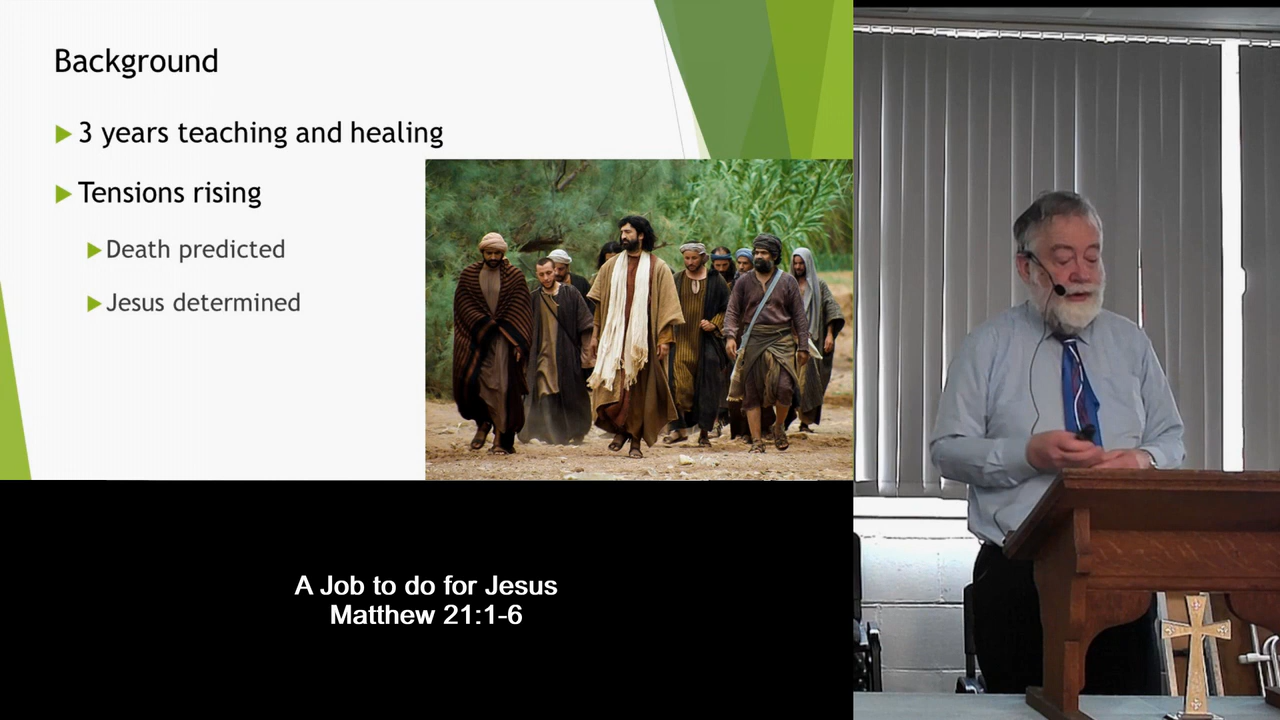 Background
3 years teaching and healing
Tensions rising
Death predicted
Jesus determined
A Job to do for Jesus
Matthew 21:1-6